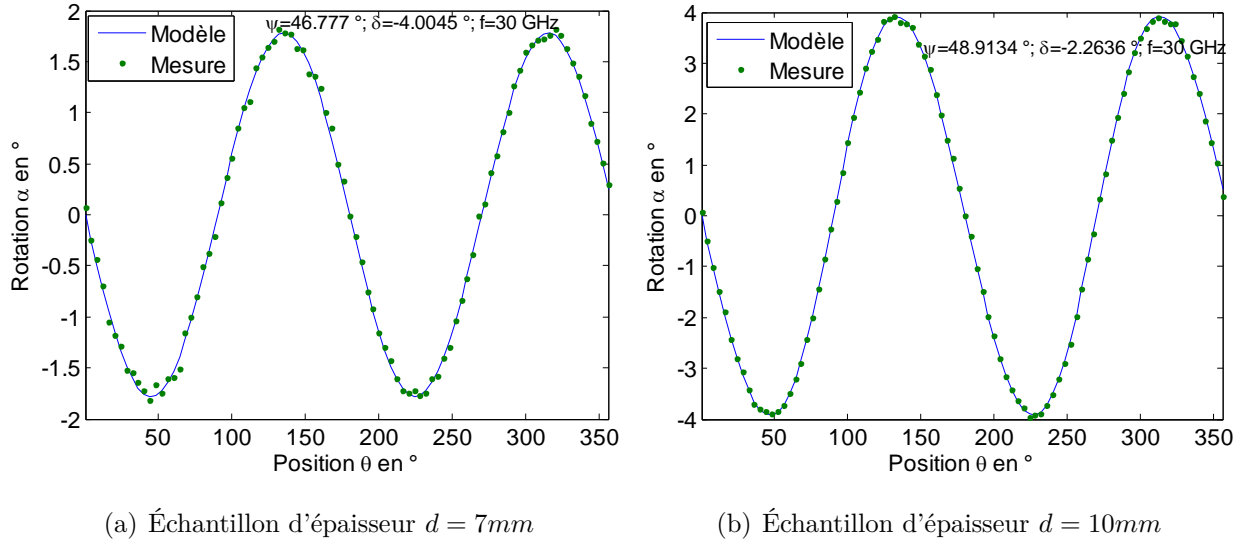 ψ=46.777 °; δ=-4.0045 °; f=30 GHz
Modèle
Mesure
2
1.5
1
0.5
0
-0.5
-1
-1.5
-2
Rotation α en °
50 100 150 200 250 300 350
Position θ en °
(a) Échantillon d'épaisseur d = 7mm
ψ=48.9134 °; δ=-2.2636 °; f=30 GHz
Modèle
Mesure
4
3
2
1
0
-1
-2
-3
-4
Rotation α en °
50 100 150 200 250 300 350
Position θ en °
(b) Échantillon d'épaisseur d = 10mm